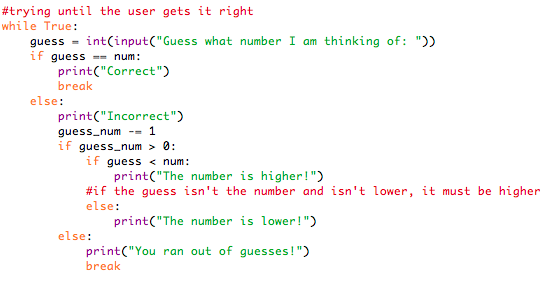 #trying until the user gets it right
while True:
    guess = int(input("Guess what number I am thinking of: "))
    if guess == num:
        print("Correct")
        break
    else:
        print("Incorrect")
        guess_num -= 1
        if guess_num > 0:
            if guess < num:
                print("The number is higher!")
            #if the guess isn't the number and isn't lower, it must be higher
            else:
                print("The number is lower!")
        else:
            print("You ran out of guesses!")
            break